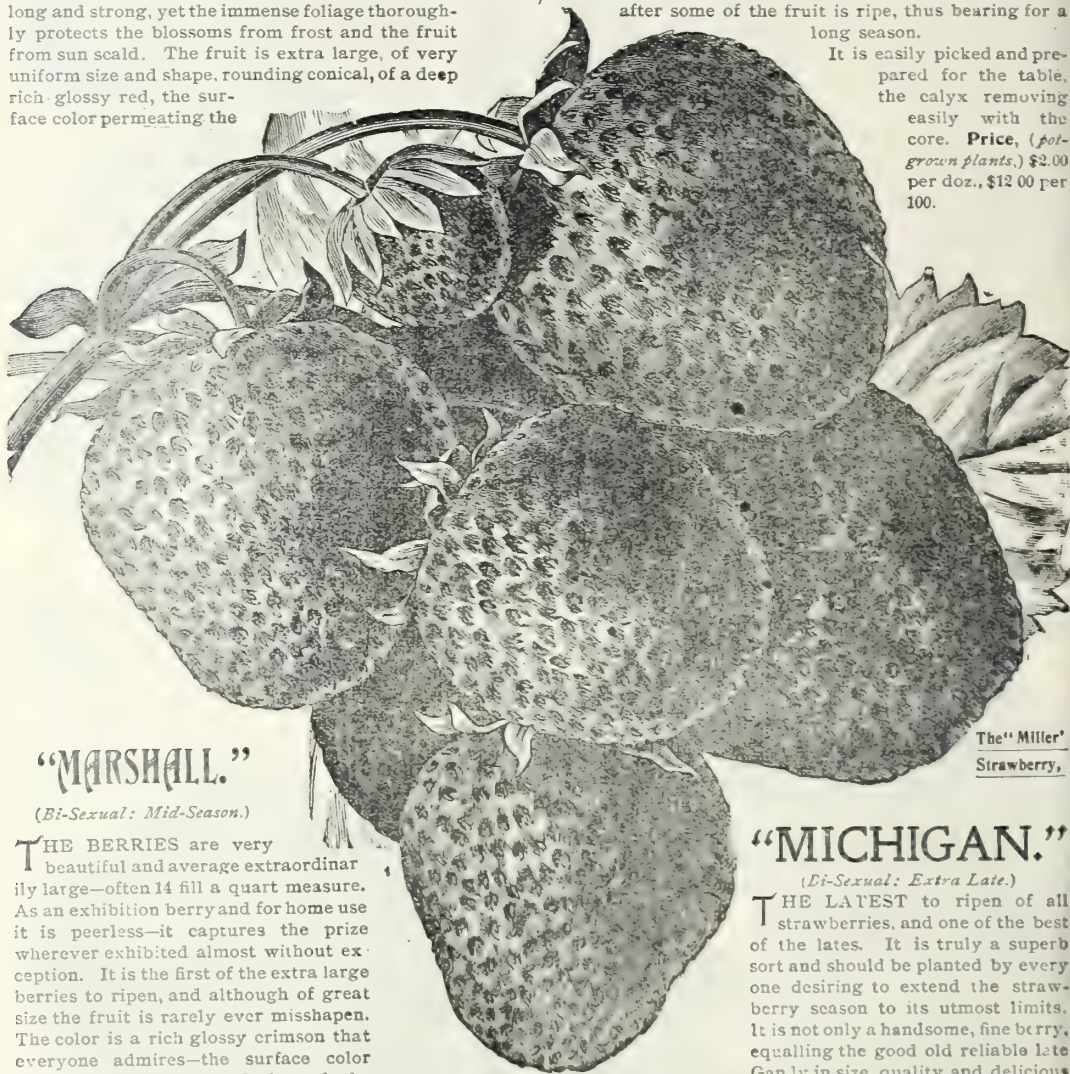 long and strong, yet the immense foliage thorough-
ly protects the blossoms from frost and the fruit
from sun scald. The fruit is extra large, of very
uniform size and shape, rounding conical, of a deep
rich glossy red, the sur-
face color permeating the
after some of the fruit is ripe, thus bearing for a
long season.
It is easily picked and pre-
pared for the table,
the calyx removing
easily with the
core. Price, (pot-
grown plants,) $2.00
per doz., $12 00 per
100.
The "Miller'
Strawberry,
"MARSHALL."
(Bi-Sexual: Mid-Season.)
THE BERRIES are very
beautiful and average extraordinar
ily large—often 14 fill a quart measure.
As an exhibition berry and for home use
it is peerless—it captures the prize
wherever exhibited almost without ex
ception. It is the first of the extra large
berries to ripen, and although of great
size the fruit is rarely ever misshapen.
The color is a rich glossy crimson that
everyone admires—the surface color
"MICHIGAN."
(Bi-Sexual: Extra Late.)
THE LATEST to ripen of all
strawberries, and one of the best
of the lates. It is truly a superb
sort and should be planted by every
one desiring to extend the straw-
berry season to its utmost limits.
It is not only a handsome, fine berry,
equalling the good old reliable late
Gandy in size, quality and delicious